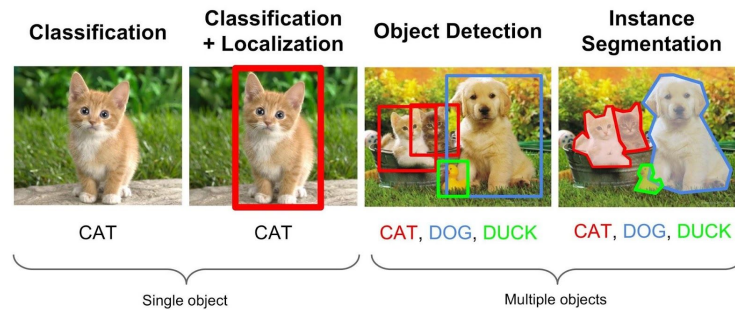 Classification
Classification
+ Localization
Object Detection
Instance
Segmentation
CAT
CAT
CAT, DOG, DUCK
CAT, DOG, DUCK
Single object
Multiple objects